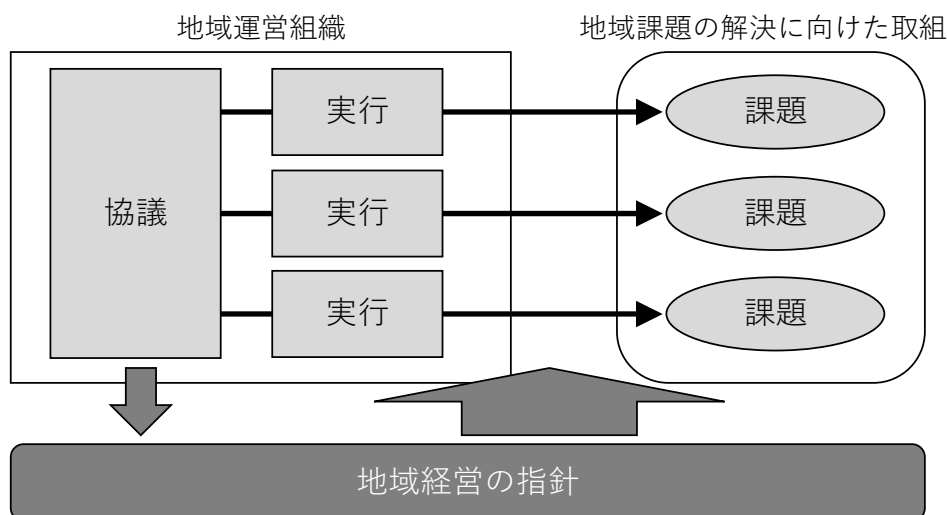 地域運営組織
地域課題の解決に向けた取組
協議
実行
課題
実行
課題
実行
課題
地域経営の指針